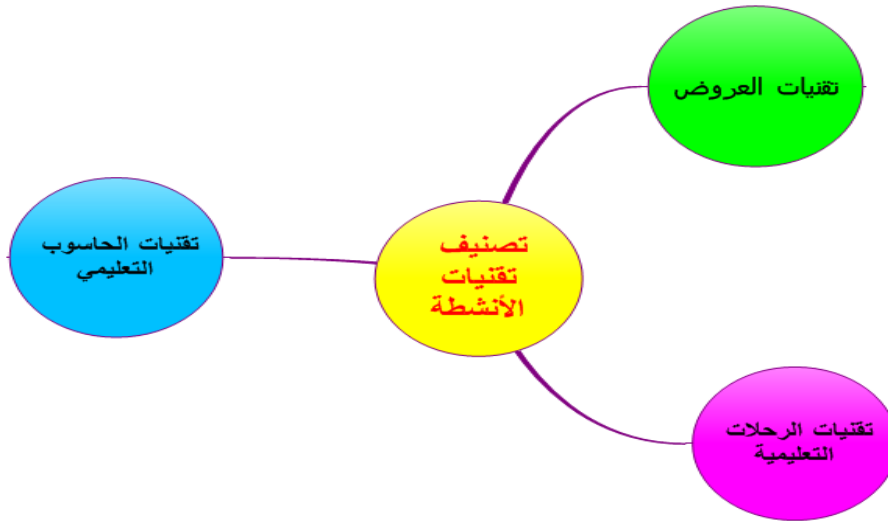 تقنيات العروض
تصنيف
تقنيات
الأنشطة
تقنيات الحاسوب
التعليمي
تقنيات الرحلات
التعليمية